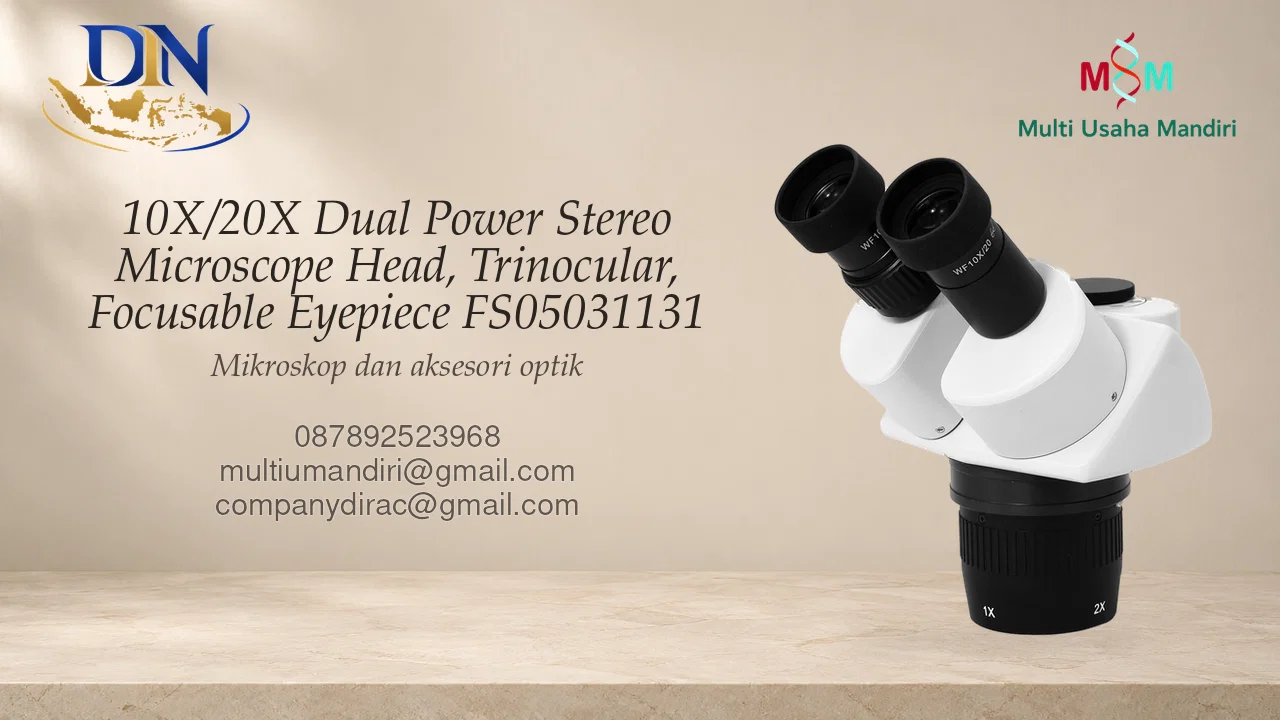 DN
M M
Multi Usaha Mandiri
10X/20X Dual Power Stereo
Microscope Head, Trinocular,
Focusable Eyepiece FS05031131
Mikroskop dan aksesori optik
087892523968
multiumandiri@gmail.com
companydirac@gmail.com
WF10
WF10X/20
1X
2X